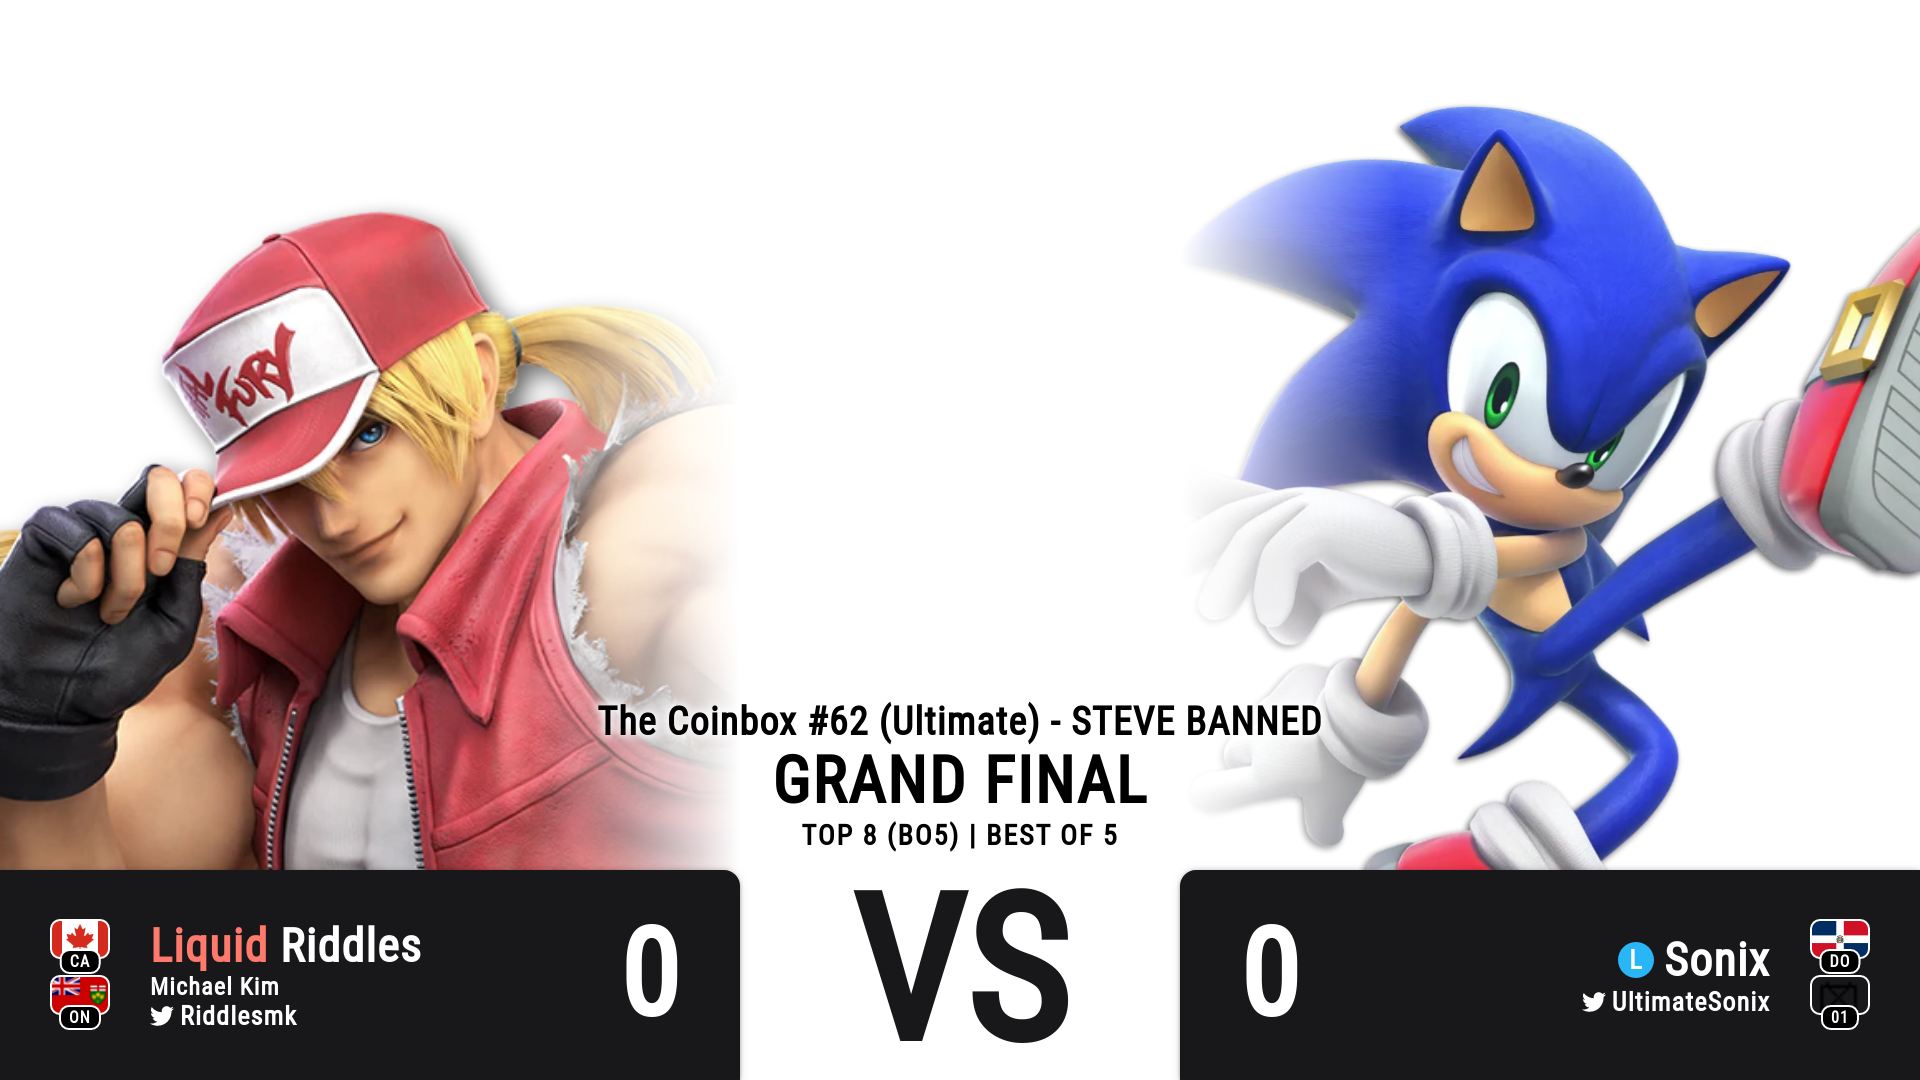 FURY
The Coinbox #62 (Ultimate) - STEVE BANNED
GRAND FINAL
TOP 8 (BO5) | BEST OF 5
VS
CA
ON
Liquid Riddles
Michael Kim
Riddlesmk
0
0
L Sonix
UltimateSonix
DO
01